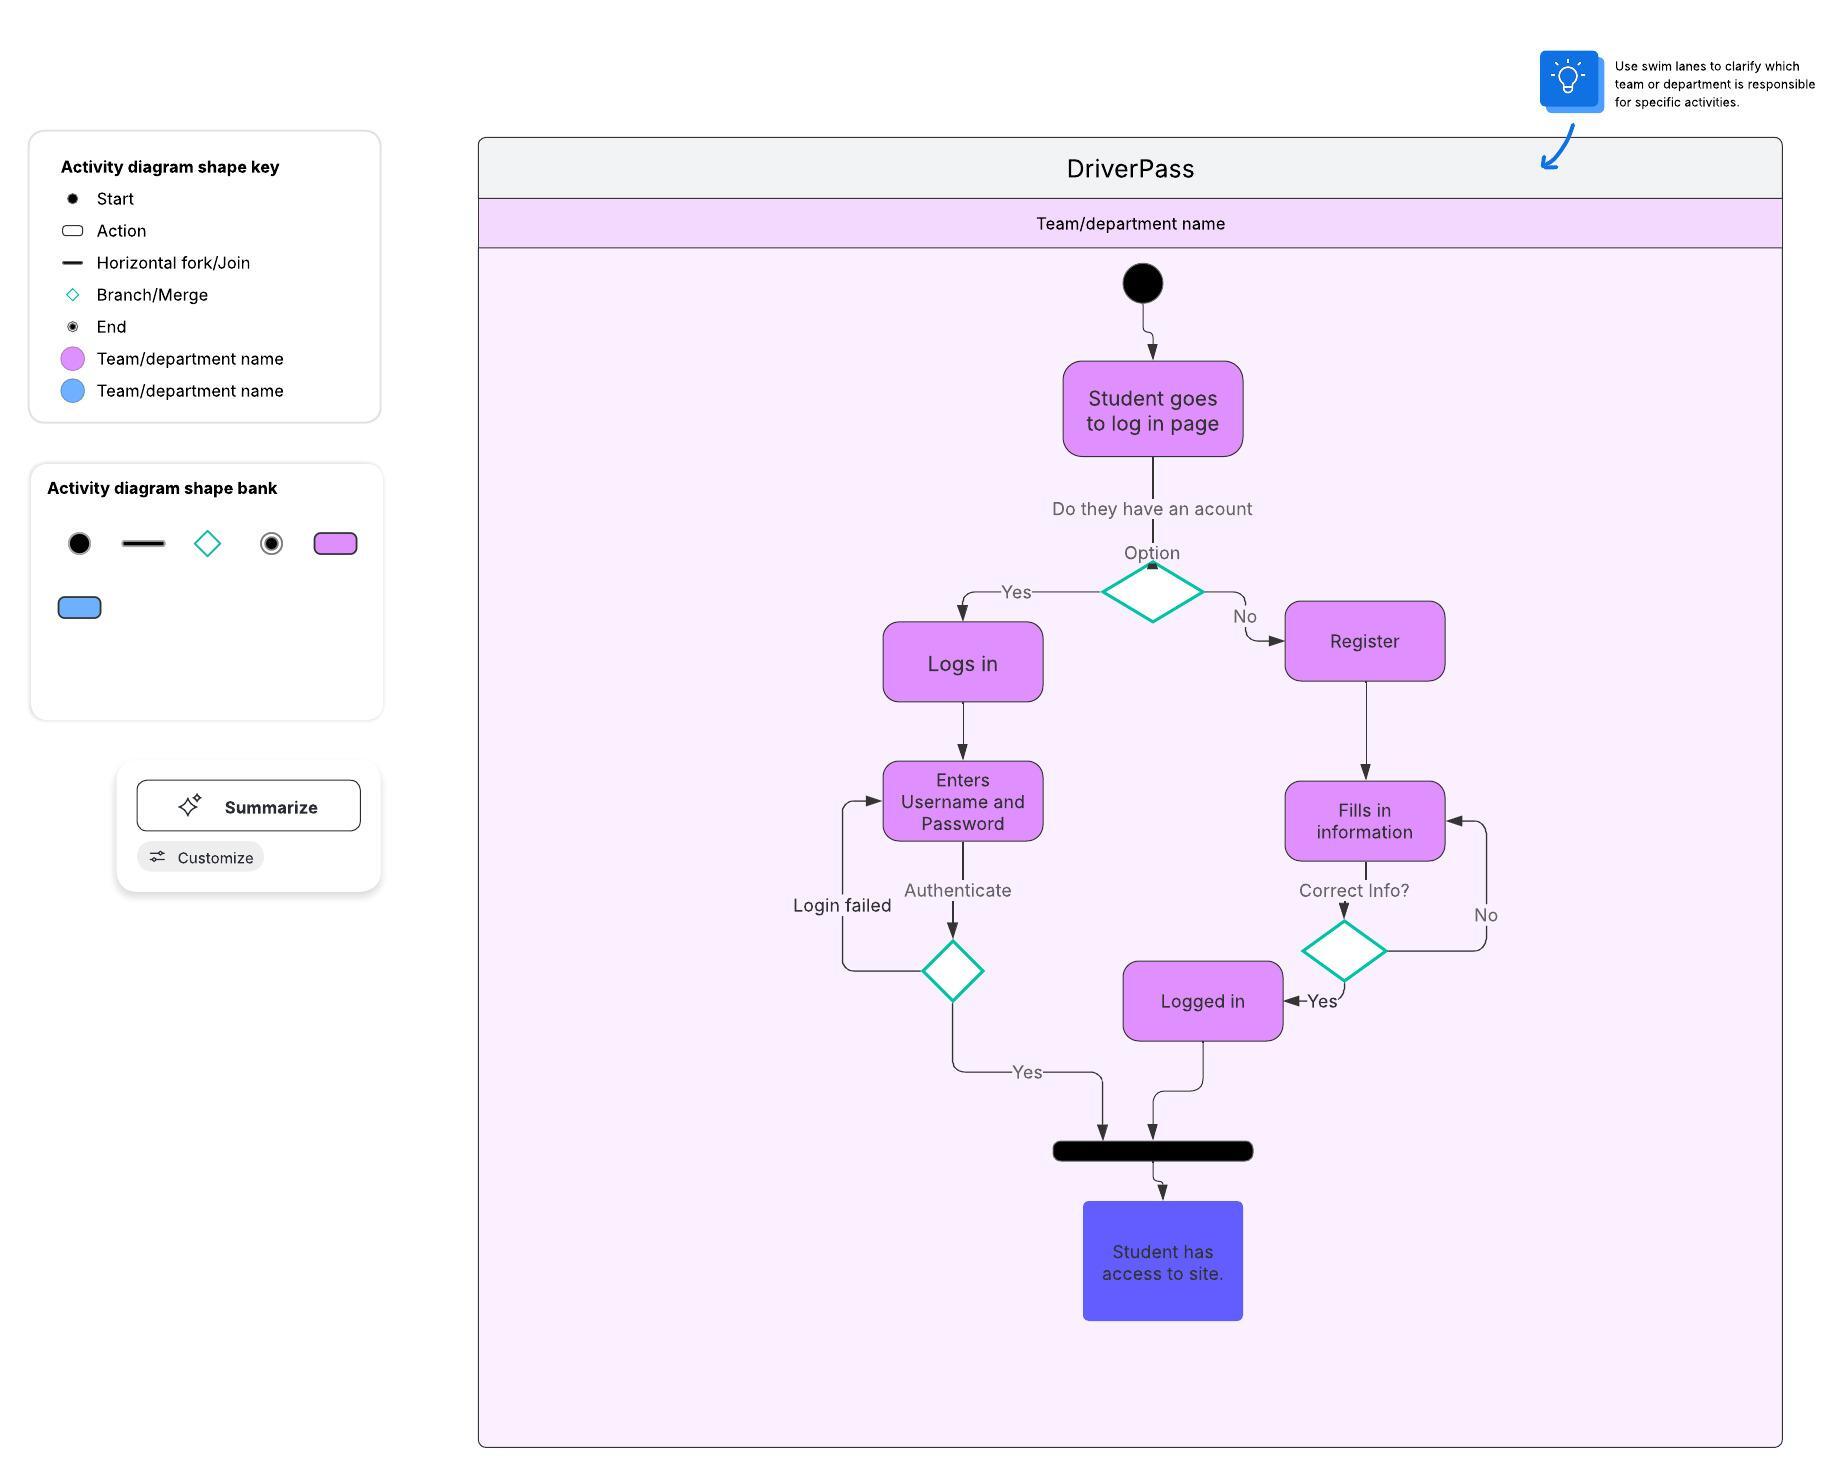 Use swim lanes to clarify which
team or department is responsible
for specific activities.
Activity diagram shape key
Start
Action
Horizontal fork/Join
Branch/Merge
End
Team/department name
Team/department name
Activity diagram shape bank
Summarize
Customize
DriverPass
Team/department name
Student goes
to log in page
Do they have an acount
Option
Yes
No
Logs in
Register
Enters
Username and
Password
Fills in
information
Authenticate
Correct Info?
Login failed
No
Logged in
Yes
Yes
Student has
access to site.